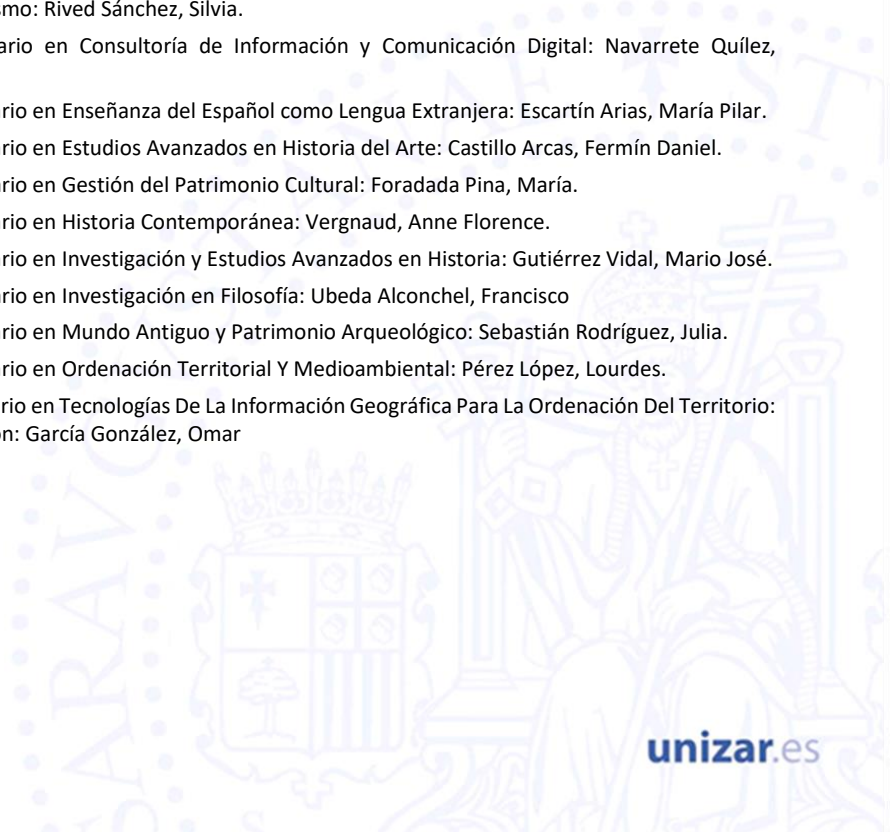 smo: Rived Sánchez, Silvia.
ario en Consultoría de Información y Comunicación Digital: Navarrete Quílez,
rio en Enseñanza del Español como Lengua Extranjera: Escartín Arias, María Pilar.
rio en Estudios Avanzados en Historia del Arte: Castillo Arcas, Fermín Daniel.
rio en Gestión del Patrimonio Cultural: Foradada Pina, María.
rio en Historia Contemporánea: Vergnaud, Anne Florence.
rio en Investigación y Estudios Avanzados en Historia: Gutiérrez Vidal, Mario José.
rio en Investigación en Filosofía: Ubeda Alconchel, Francisco
rio en Mundo Antiguo y Patrimonio Arqueológico: Sebastián Rodríguez, Julia.
rio en Ordenación Territorial Y Medioambiental: Pérez López, Lourdes.
rio en Tecnologías De La Información Geográfica Para La Ordenación Del Territorio:
ón: García González, Omar
unizar.es